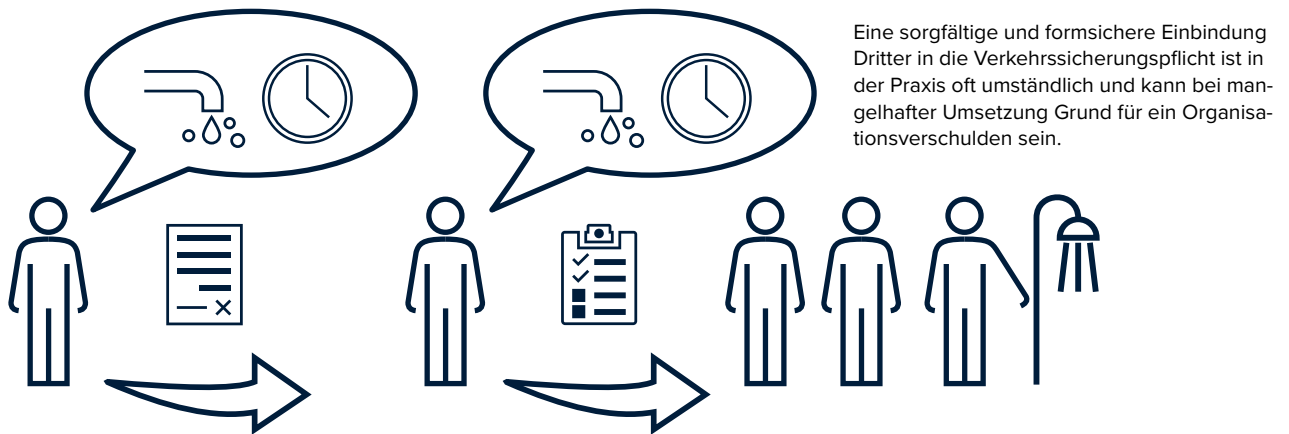 Eine sorgfältige und formsichere Einbindung
Dritter in die Verkehrssicherungspflicht ist in
der Praxis oft umständlich und kann bei man-
gelhafter Umsetzung Grund für ein Organisa-
tionsverschulden sein.